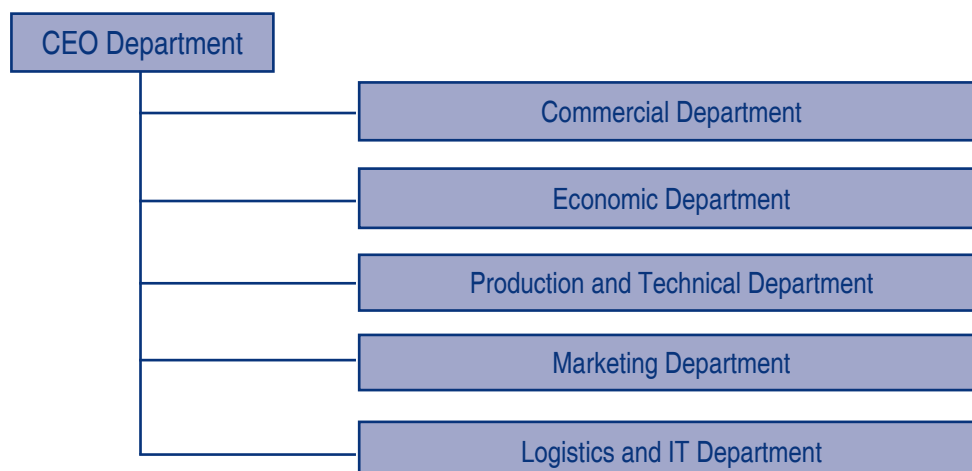 CEO Department
Commercial Department
Economic Department
Production and Technical Department
Marketing Department
Logistics and IT Department